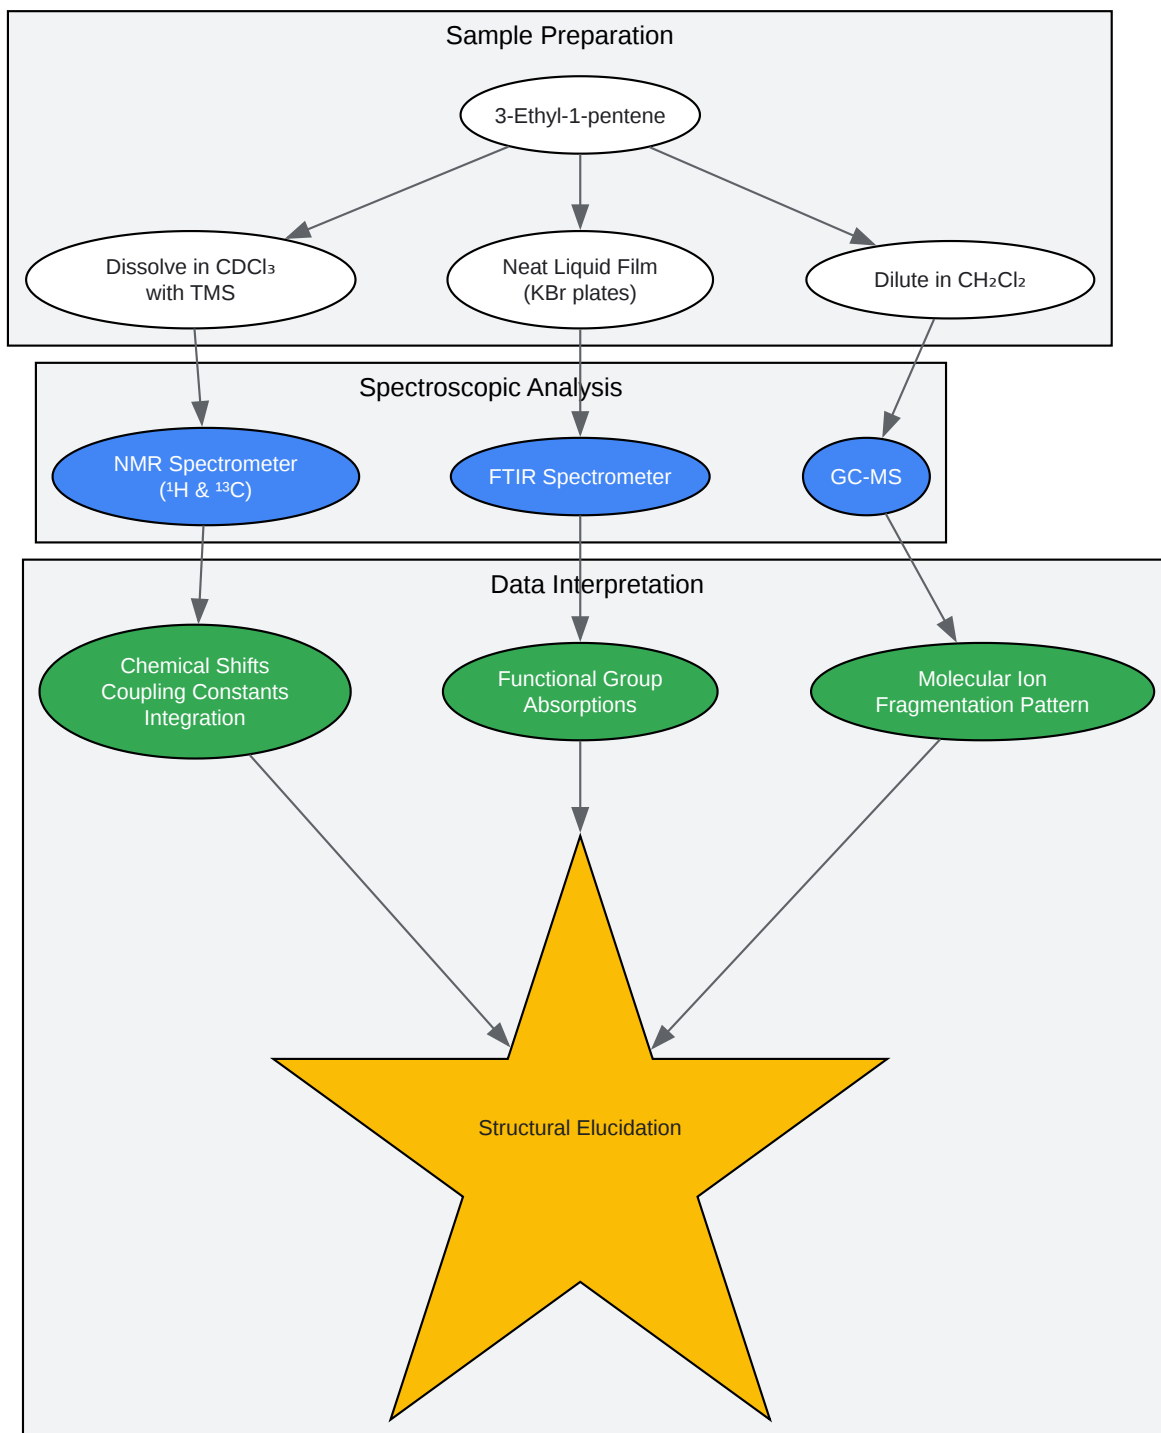 Sample Preparation
3-Ethyl-1-pentene
Dissolve in CDCl₃
with TMS
Neat Liquid Film
(KBr plates)
Dilute in CH₂Cl₂
Spectroscopic Analysis
NMR Spectrometer
(¹H & ¹³C)
FTIR Spectrometer
GC-MS
Data Interpretation
Chemical Shifts
Coupling Constants
Integration
Functional Group
Absorptions
Molecular Ion
Fragmentation Pattern
Structural Elucidation